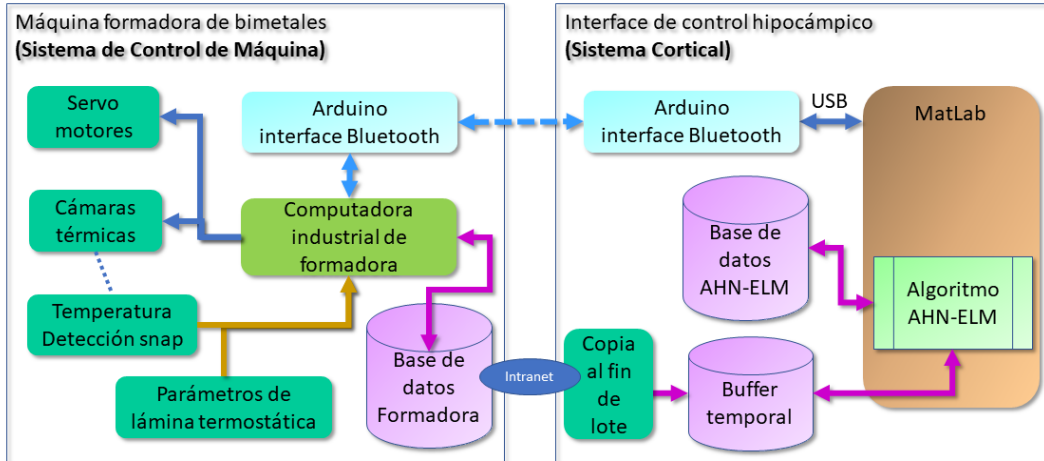 Máquina formadora de bimetales
(Sistema de Control de Máquina)
Servo
motores
Arduino
interface Bluetooth
Cámaras
térmicas
Computadora
industrial de
formadora
Temperatura
Detección snap
Parámetros de
lámina termostática
Base de
datos
Formadora
Intranet
Interface de control hipocámpico
(Sistema Cortical)
Arduino
interface Bluetooth
USB
MatLab
Base de
datos
AHN-ELM
Algoritmo
AHN-ELM
Copia
al fin
de
lote
Buffer
temporal